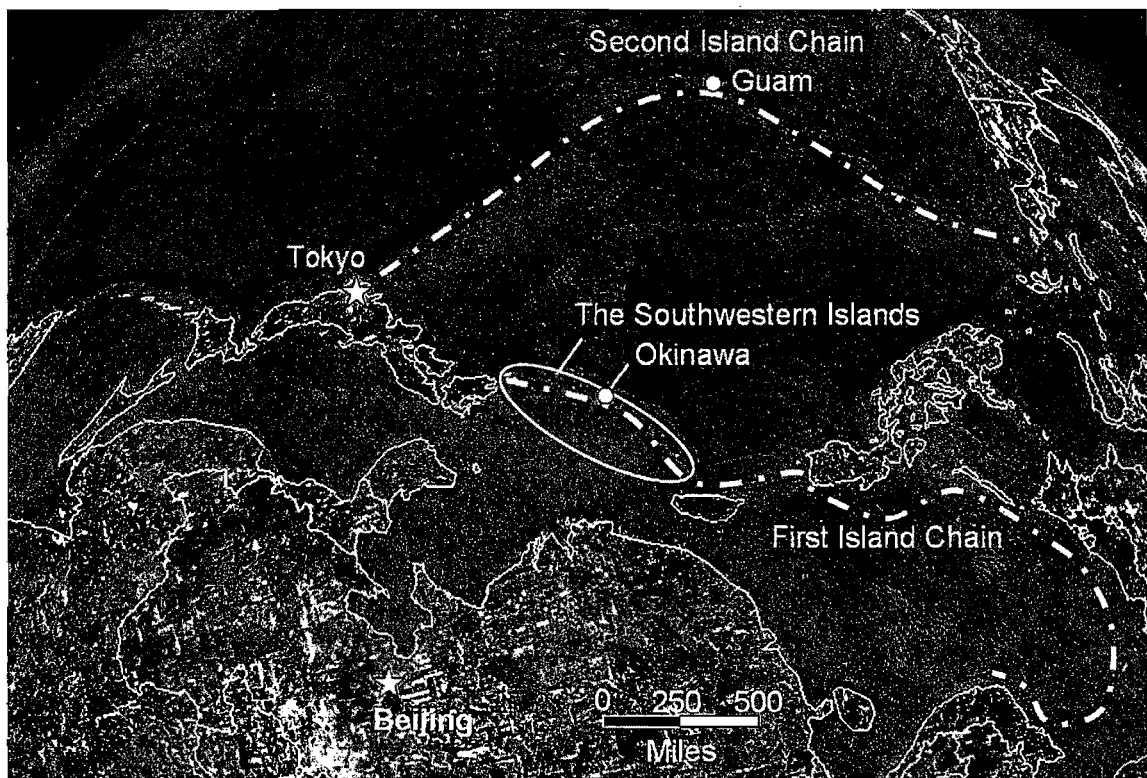 Second Island Chain
Guam
Tokyo
The Southwestern Islands
Okinawa
First Island Chain
Beijing
0 250 500
Miles